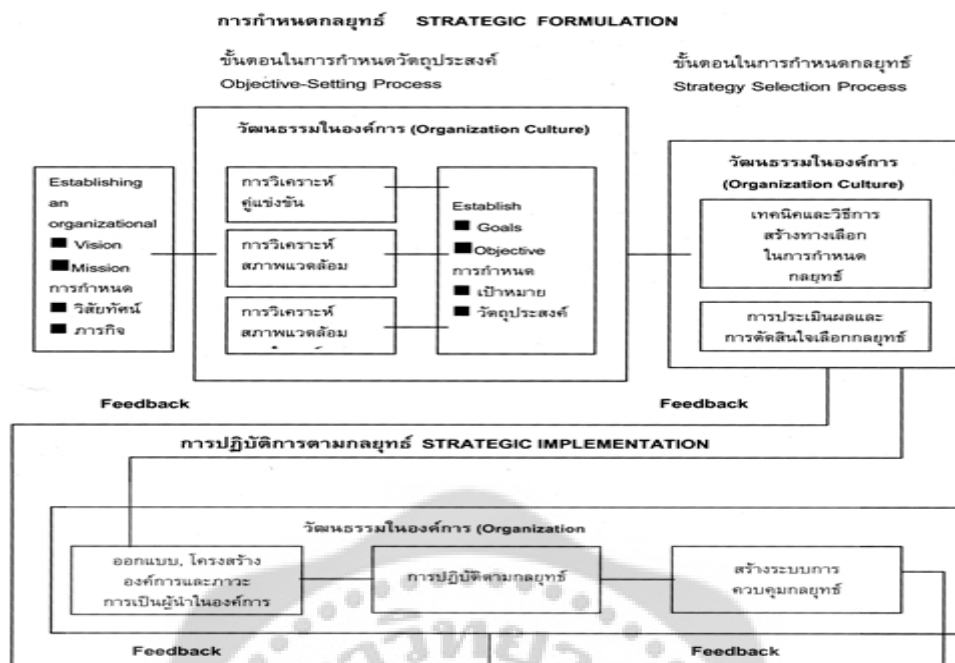 การกำหนดกลยุทธ์ STRATEGIC FORMULATION
ขั้นตอนในการกำหนดวัตถุประสงค์
Objective-Setting Process
ขั้นตอนในการกำหนดกลยุทธ์
Strategy Selection Process
วัฒนธรรมในองค์การ (Organization Culture)
Establishing
an
organizational
Vision
Mission
การกำหนด
วิสัยทัศน์
ภารกิจ
การวิเคราะห์
คู่แข่งขัน
การวิเคราะห์
สภาพแวดล้อม
การวิเคราะห์
สภาพแวดล้อม
Establish
Goals
Objective
การกำหนด
เป้าหมาย
วัตถุประสงค์
วัฒนธรรมในองค์การ
(Organization Culture)
เทคนิคและวิธีการ
สร้างทางเลือก
ในการกำหนด
กลยุทธ์
การประเมินผลและ
การตัดสินใจเลือกกลยุทธ์
Feedback
Feedback
การปฏิบัติการตามกลยุทธ์ STRATEGIC IMPLEMENTATION
วัฒนธรรมในองค์การ (Organization
ออกแบบ, โครงสร้าง
องค์การและภาวะ
การเป็นผู้นำในองค์การ
การปฏิบัติตามกลยุทธ์
สร้างระบบการ
ควบคุมกลยุทธ์
Feedback
Feedback